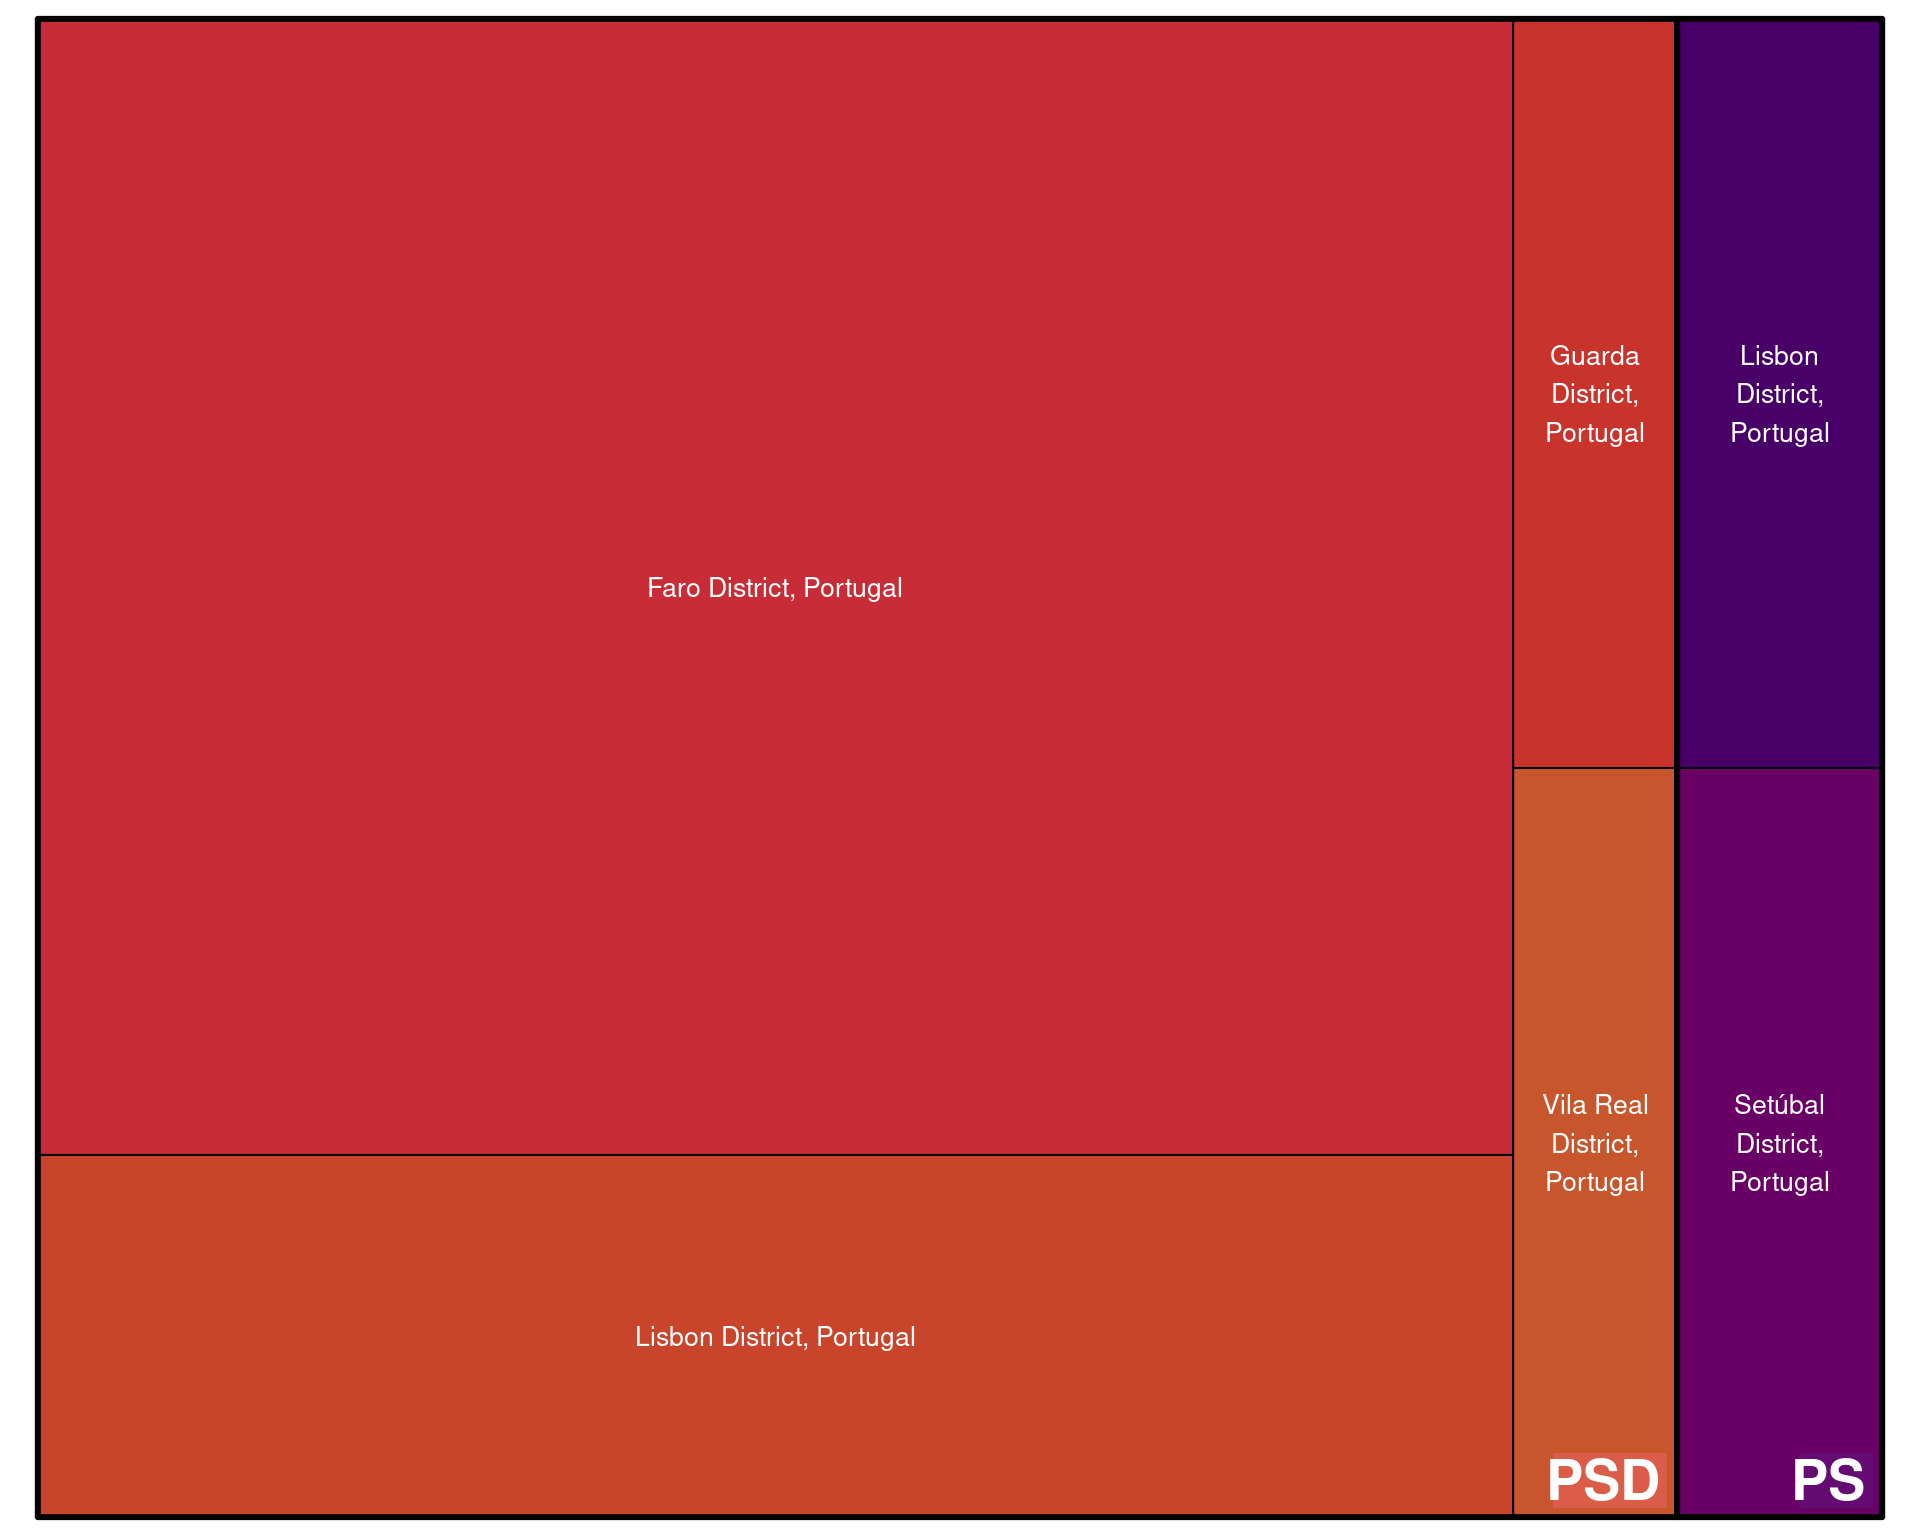 Faro District, Portugal
Lisbon District, Portugal
Guarda
District,
Portugal
Vila Real
District,
Portugal
PSD
Lisbon
District,
Portugal
Setúbal
District,
Portugal
PS